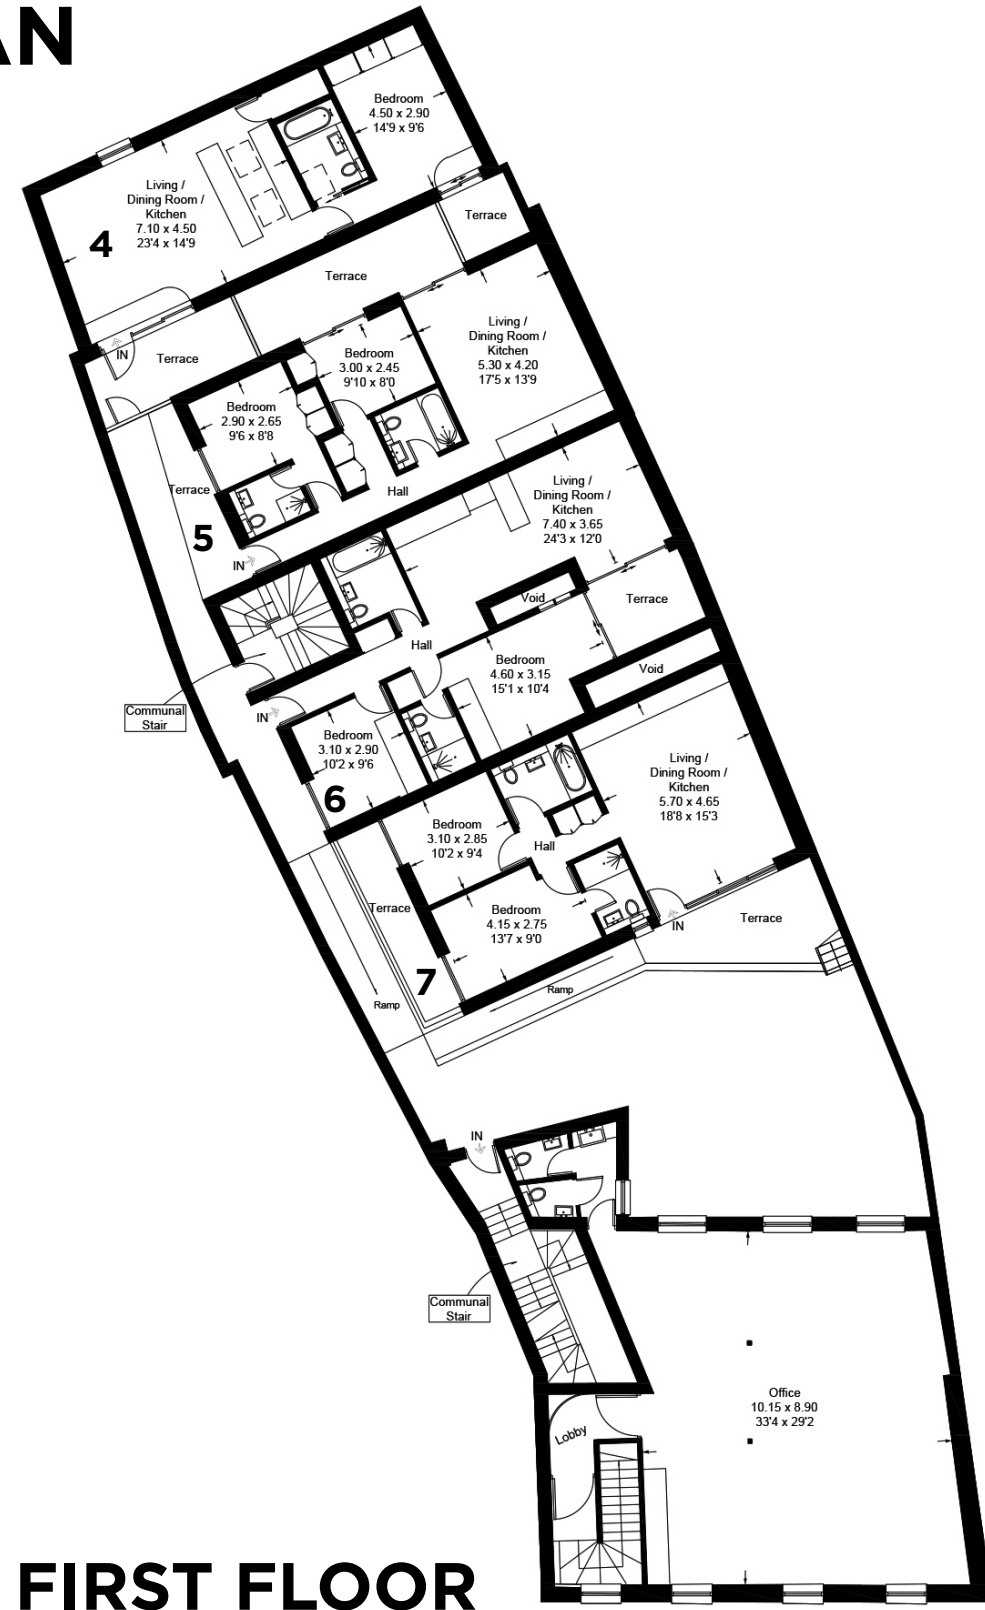 AN
Bedroom
4.50 x 2.90
14'9 x 9'6
Living /
Dining Room /
Kitchen
7.10 x 4.50
23'4 x 14'9
4
Terrace
Terrace
Terrace
IN
Living /
Dining Room /
Kitchen
5.30 x 4.20
17'5 x 13'9
Bedroom
3.00 x 2.45
9'10 x 8'0
Bedroom
2.90 x 2.65
9'6 x 8'8
Terrace
Hall
5
IN
Living /
Dining Room /
Kitchen
7.40 x 3.65
24'3 x 12'0
Void
Terrace
Hall
Bedroom
4.60 x 3.15
15'1 x 10'4
Void
Communal
Stair
IN
Bedroom
3.10 x 2.90
10'2 x 9'6
6
Living /
Dining Room /
Kitchen
5.70 x 4.65
18'8 x 15'3
Bedroom
3.10 x 2.85
10'2 x 9'4
Hall
Terrace
Bedroom
4.15 x 2.75
13'7 x 9'0
IN
Terrace
7
Ramp
Ramp
IN
Communal
Stair
Office
10.15 x 8.90
33'4 x 29'2
Lobby
FIRST FLOOR